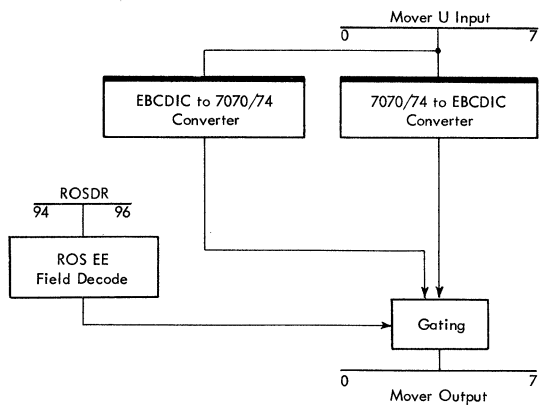 Mover U Input
0 7
EBCDIC to 7070/74
Converter
7070/74 to EBCDIC
Converter
ROSDR
94 96
ROS EE
Field Decode
Gating
0 7
Mover Output